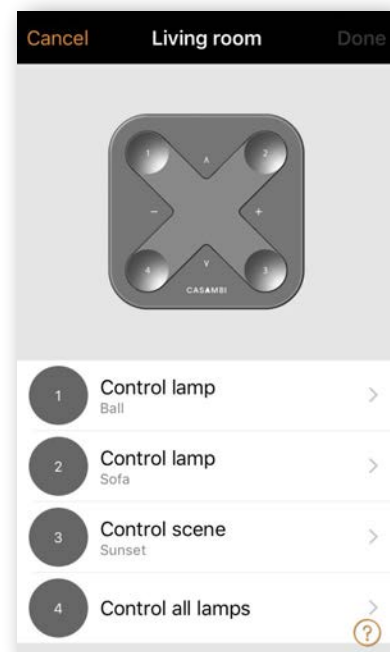 Cancel Living room Done
1 ∧ 2
− +
4 ∨ 3
CASAMBI
1 Control lamp
Ball
2 Control lamp
Sofa
3 Control scene
Sunset
4 Control all lamps
?